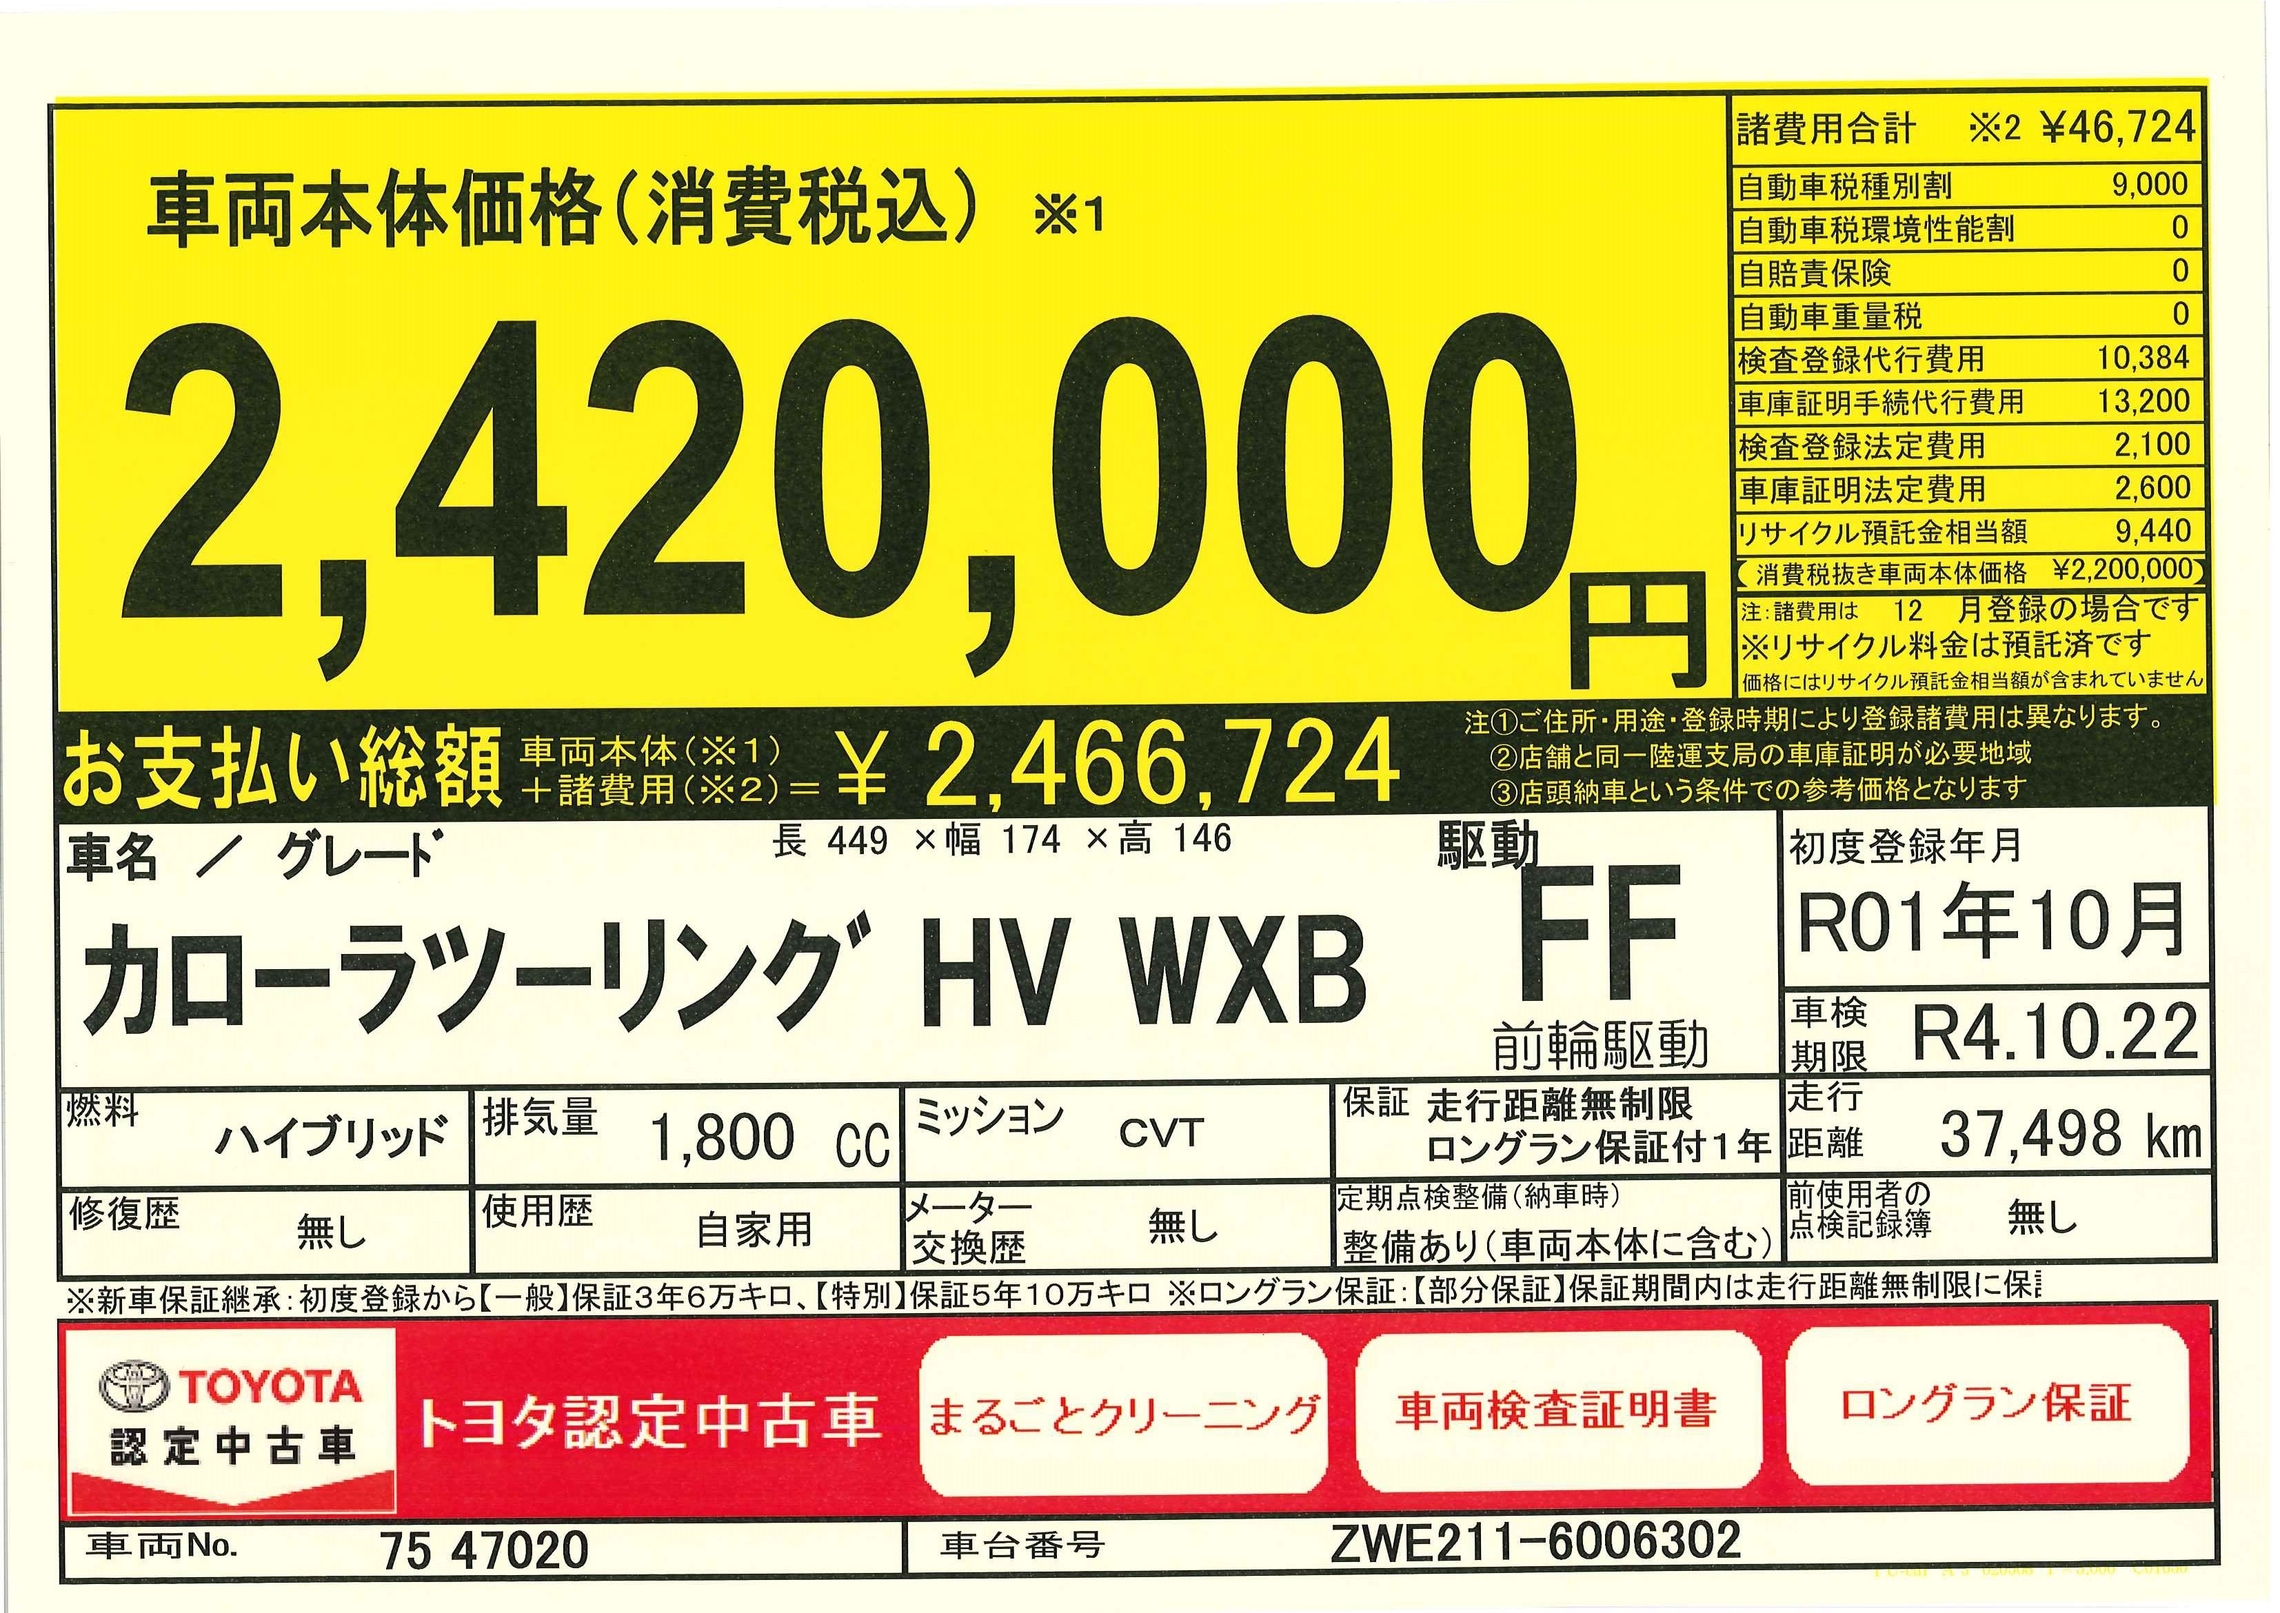 車両本体価格(消費税込) ※1
2,420,000円
諸費用合計 ※2 ¥46,724
自動車税種別割 9,000
自動車税環境性能割 0
自賠責保険 0
自動車重量税 0
検査登録代行費用 10,384
車庫証明手続代行費用 13,200
検査登録法定費用 2,100
車庫証明法定費用 2,600
リサイクル預託金相当額 9,440
(消費税抜き車両本体価格 ¥2,200,000)
注:諸費用は 12 月登録の場合です
※リサイクル料金は預託済です
価格にはリサイクル預託金相当額が含まれていません
お支払い総額 車両本体(※1)
+諸費用(※2)= ¥ 2,466,724
注①ご住所・用途・登録時期により登録諸費用は異なります。
②店舗と同一陸運支局の車庫証明が必要地域
③店頭納車という条件での参考価格となります
車名 / グレード 長 449 ×幅 174 ×高 146
カローラツーリング HV WXB
駆動 FF
前輪駆動
初度登録年月
R01年10月
車検期限 R4.10.22
燃料 ハイブリッド
排気量 1,800 CC
ミッション CVT
保証 走行距離無制限
ロングラン保証付1年
走行距離 37,498 km
修復歴 無し
使用歴 自家用
メーター交換歴 無し
定期点検整備(納車時)
整備あり(車両本体に含む)
前使用者の点検記録簿 無し
※新車保証継承:初度登録から【一般】保証3年6万キロ、【特別】保証5年10万キロ ※ロングラン保証:【部分保証】保証期間内は走行距離無制限に保
TOYOTA
認定中古車
トヨタ認定中古車
まるごとクリーニング
車両検査証明書
ロングラン保証
車両No. 75 47020
車台番号 ZWE211-6006302